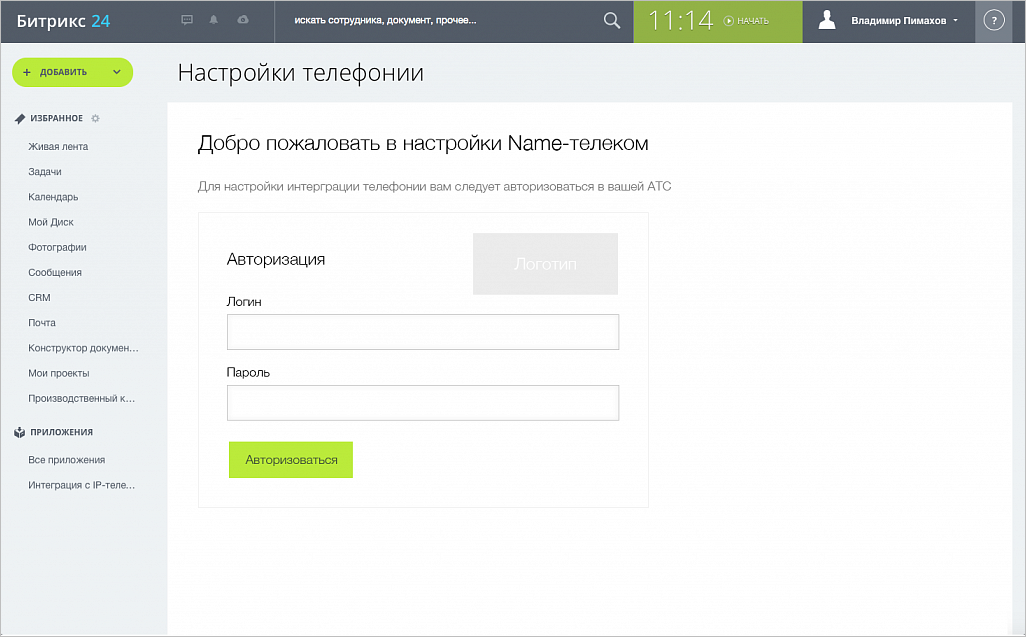 Битрикс 24
искать сотрудника, документ, прочее...
11:14 НАЧАТЬ
Владимир Пимахов
?
+ ДОБАВИТЬ
Настройки телефонии
ИЗБРАННОЕ
Живая лента
Задачи
Календарь
Мой Диск
Фотографии
Сообщения
CRM
Почта
Конструктор докумен...
Мои проекты
Производственный к...
ПРИЛОЖЕНИЯ
Все приложения
Интеграция с IP-теле...
Добро пожаловать в настройки Name-телеком
Для настройки интерграции телефонии вам следует авторизоваться в вашей АТС
Авторизация
Логотип
Логин
Пароль
Авторизоваться